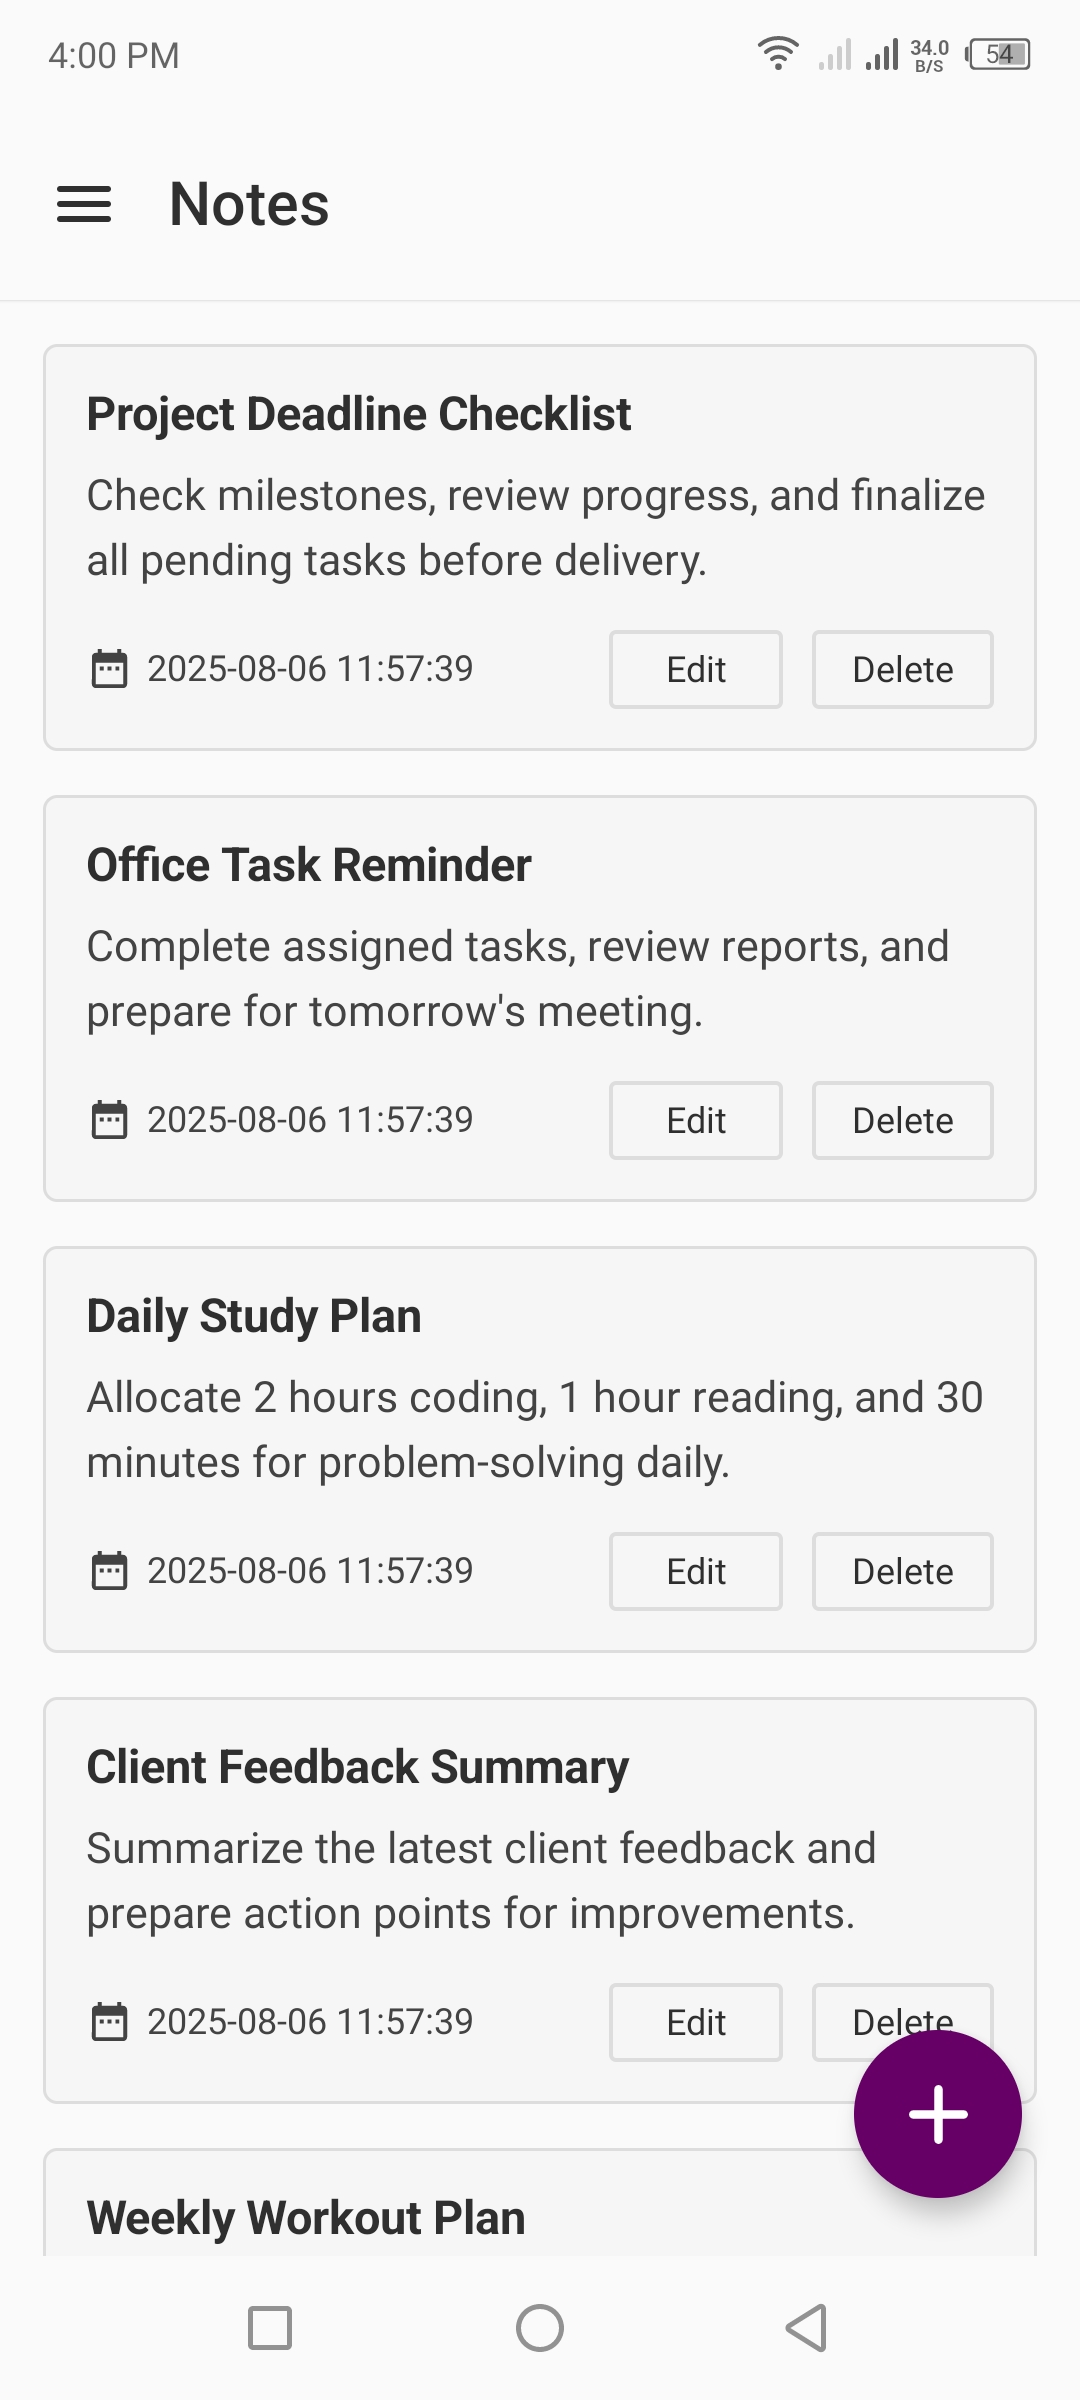 4:00 PM
34.0
B/S
54
Notes
Project Deadline Checklist
Check milestones, review progress, and finalize
all pending tasks before delivery.
2025-08-06 11:57:39 Edit Delete
Office Task Reminder
Complete assigned tasks, review reports, and
prepare for tomorrow's meeting.
2025-08-06 11:57:39 Edit Delete
Daily Study Plan
Allocate 2 hours coding, 1 hour reading, and 30
minutes for problem-solving daily.
2025-08-06 11:57:39 Edit Delete
Client Feedback Summary
Summarize the latest client feedback and
prepare action points for improvements.
2025-08-06 11:57:39 Edit Delete
Weekly Workout Plan